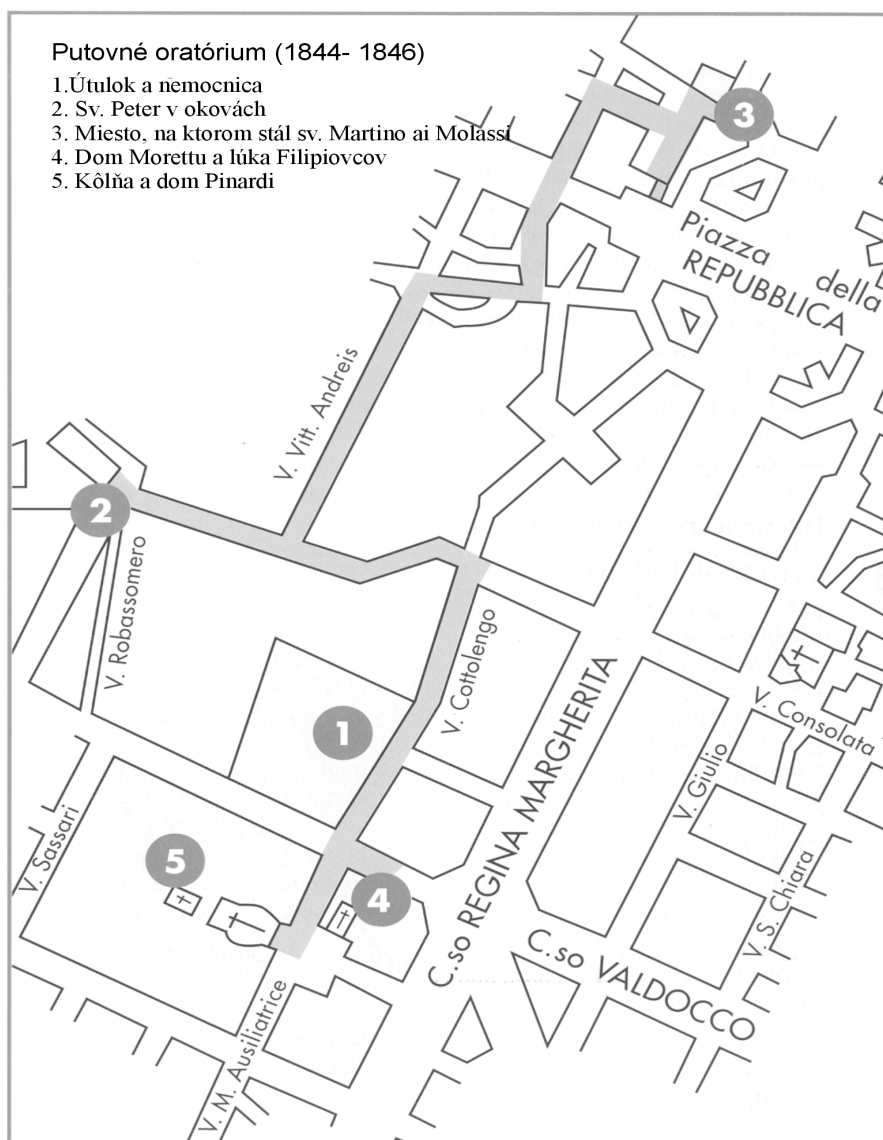 Putovné oratórium (1844- 1846)
1.Útulok a nemocnica
2. Sv. Peter v okovách
3. Miesto, na ktorom stál sv. Martino ai Molassi
4. Dom Morettu a lúka Filipiovcov
5. Kôlňa a dom Pinardi
3
Piazza della
REPUBBLICA
V. Vitt. Andreis
2
V. Robassomero
V. Cottolengo
1
C.so REGINA MARGHERITA
V. Consolata
V. Giulio
V. Sassari
5
4
V. S. Chiara
C.so VALDOCCO
V. M. Ausiliatrice